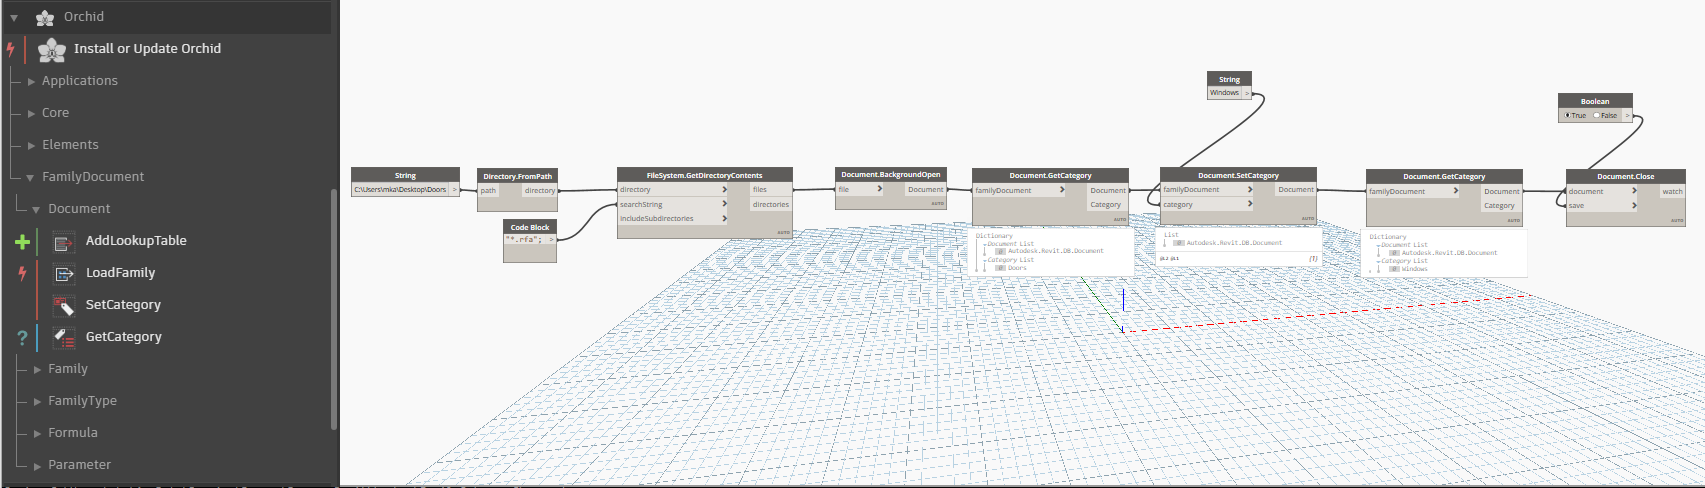 Orchid
Install or Update Orchid
Applications
Core
Elements
FamilyDocument
Document
AddLookupTable
LoadFamily
SetCategory
? GetCategory
Family
FamilyType
Formula
Parameter
String
C:\Users\mka\Desktop\Doors >
Directory.FromPath
path directory
Code Block
"*.rfa"; >
FileSystem.GetDirectoryContents
directory > files
searchString > directories
includeSubdirectories >
AUTO
Document.BackgroundOpen
file > Document
AUTO
Document.GetCategory
familyDocument > Document
Category
AUTO
Dictionary
Document List
Autodesk.Revit.DB.Document
Category List
Doors
String
Windows >
Document.SetCategory
familyDocument > Document
category >
AUTO
List
Autodesk.Revit.DB.Document
@L2 @L1 {1}
Document.GetCategory
familyDocument > Document
Category
AUTO
Dictionary
Document List
Autodesk.Revit.DB.Document
Category List
Windows
Boolean
True False >
Document.Close
document > watch
save >
AUTO